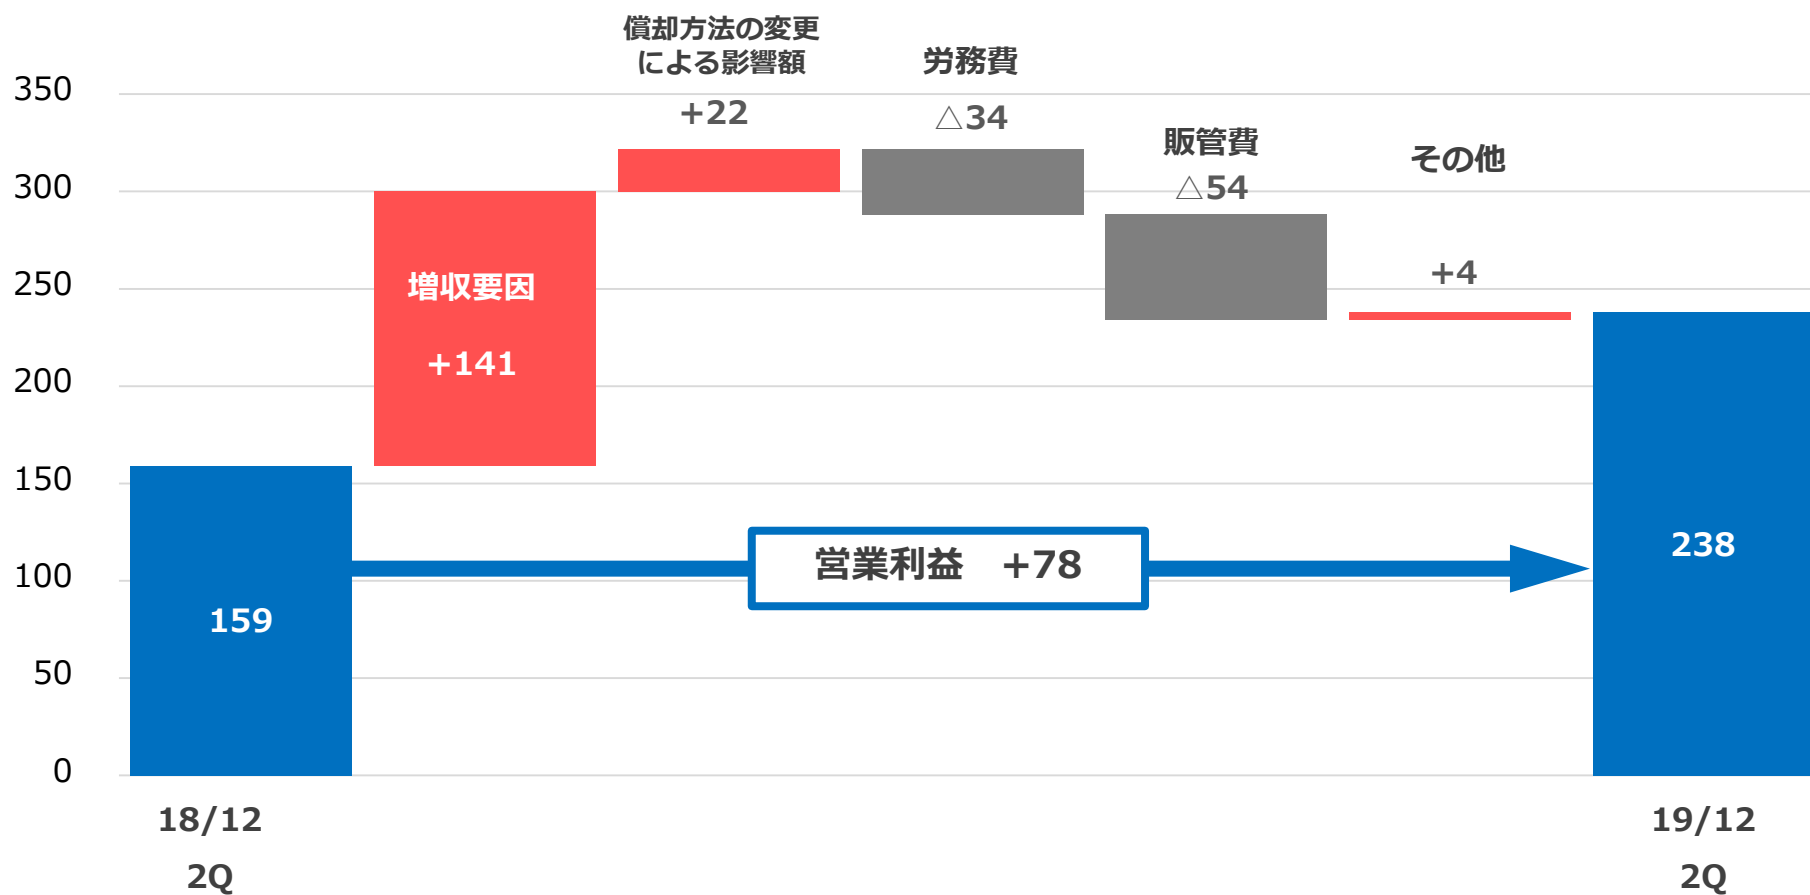 償却方法の変更
による影響額
+22
労務費
△34
販管費
△54
その他
+4
350
300
250
200
150
100
50
0
増収要因
+141
営業利益　+78
159
238
18/12
2Q
19/12
2Q